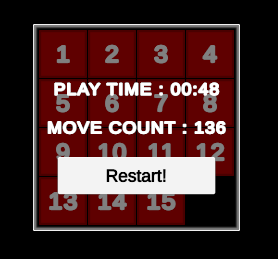 1 2 3 4
PLAY TIME : 00:48
5 6 7 8
MOVE COUNT : 136
9 10 11 12
Restart!
13 14 15